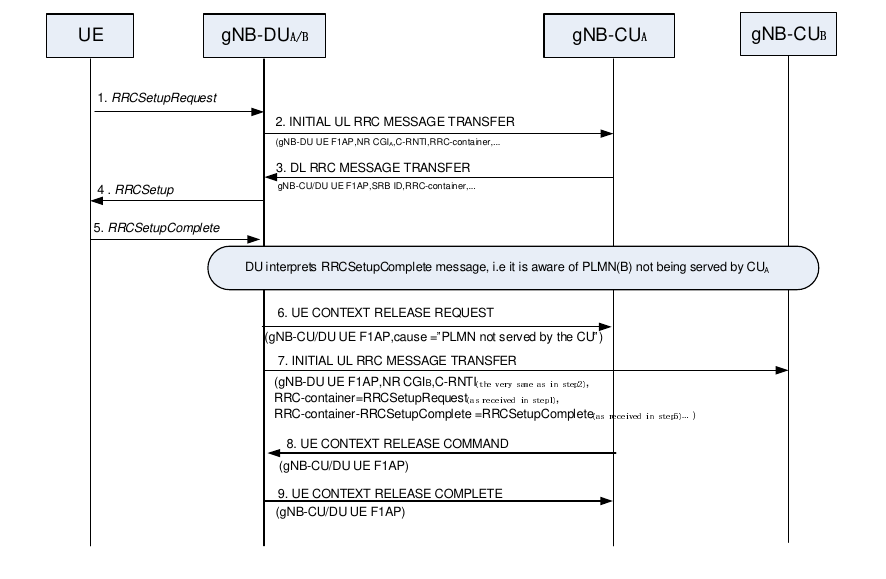 UE
gNB-DUA/B
gNB-CUA
gNB-CUB
1. RRCSetupRequest
2. INITIAL UL RRC MESSAGE TRANSFER
(gNB-DU UE F1AP,NR CGIA,C-RNTI,RRC-container,...
3. DL RRC MESSAGE TRANSFER
gNB-CU/DU UE F1AP,SRB ID,RRC-container,...
4 . RRCSetup
5. RRCSetupComplete
DU interprets RRCSetupComplete message, i.e it is aware of PLMN(B) not being served by CUA
6. UE CONTEXT RELEASE REQUEST
(gNB-CU/DU UE F1AP,cause ="PLMN not served by the CU")
7. INITIAL UL RRC MESSAGE TRANSFER
(gNB-DU UE F1AP,NR CGIB,C-RNTI(the very same as in step2),
RRC-container=RRCSetupRequest(as received in step1),
RRC-container-RRCSetupComplete =RRCSetupComplete(as received in step5)... )
8. UE CONTEXT RELEASE COMMAND
(gNB-CU/DU UE F1AP)
9. UE CONTEXT RELEASE COMPLETE
(gNB-CU/DU UE F1AP)